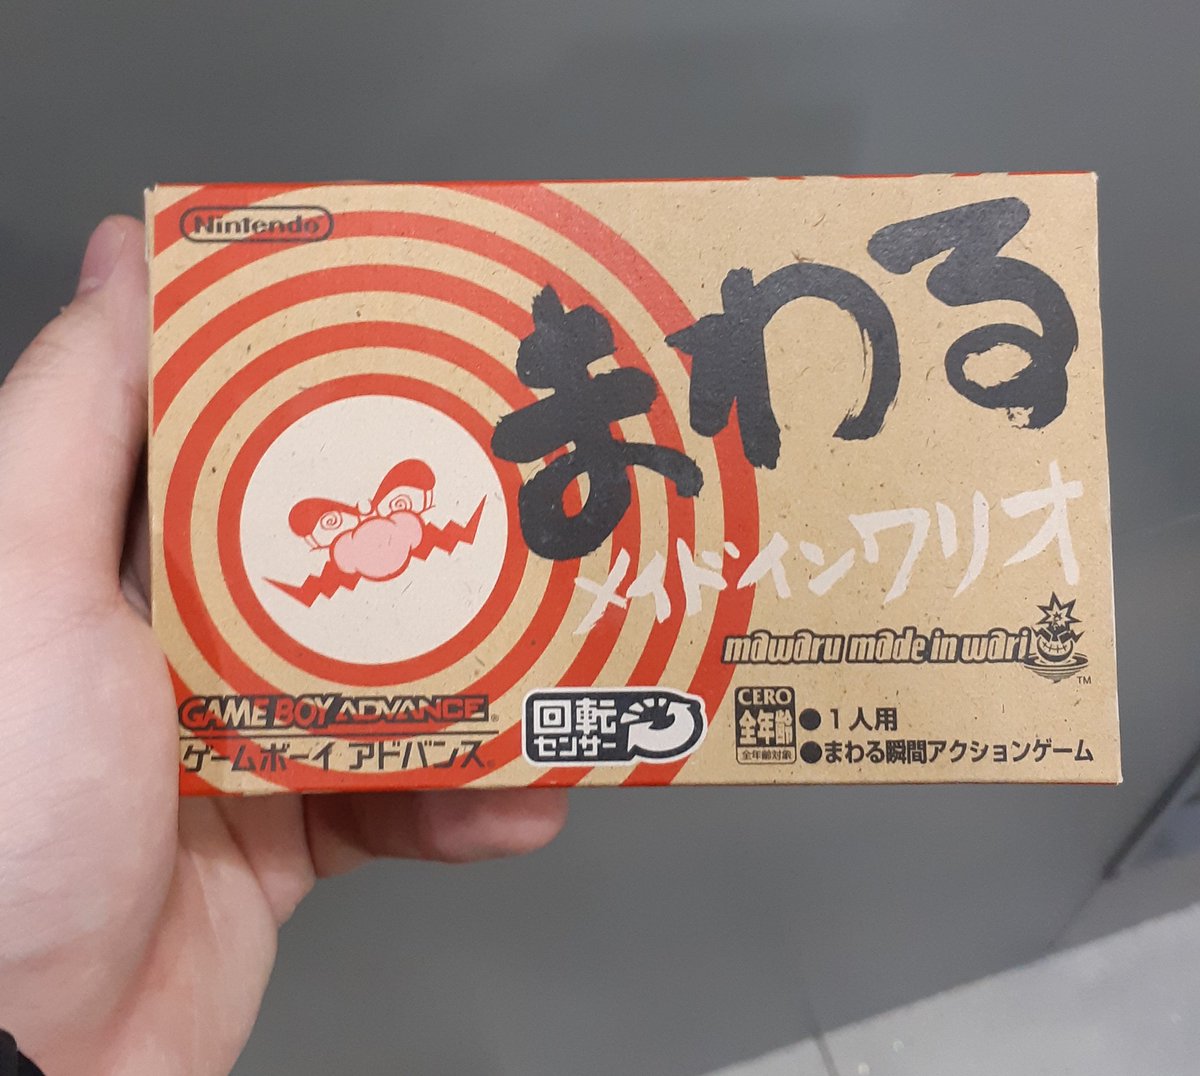 Nintendo
まわる
メイドインワリオ
mawaru made in wario
TM
GAME BOY ADVANCE®
ゲームボーイ アドバンス®
回転
センサー
CERO
全年齢
全年齢対象
●1人用
●まわる瞬間アクションゲーム